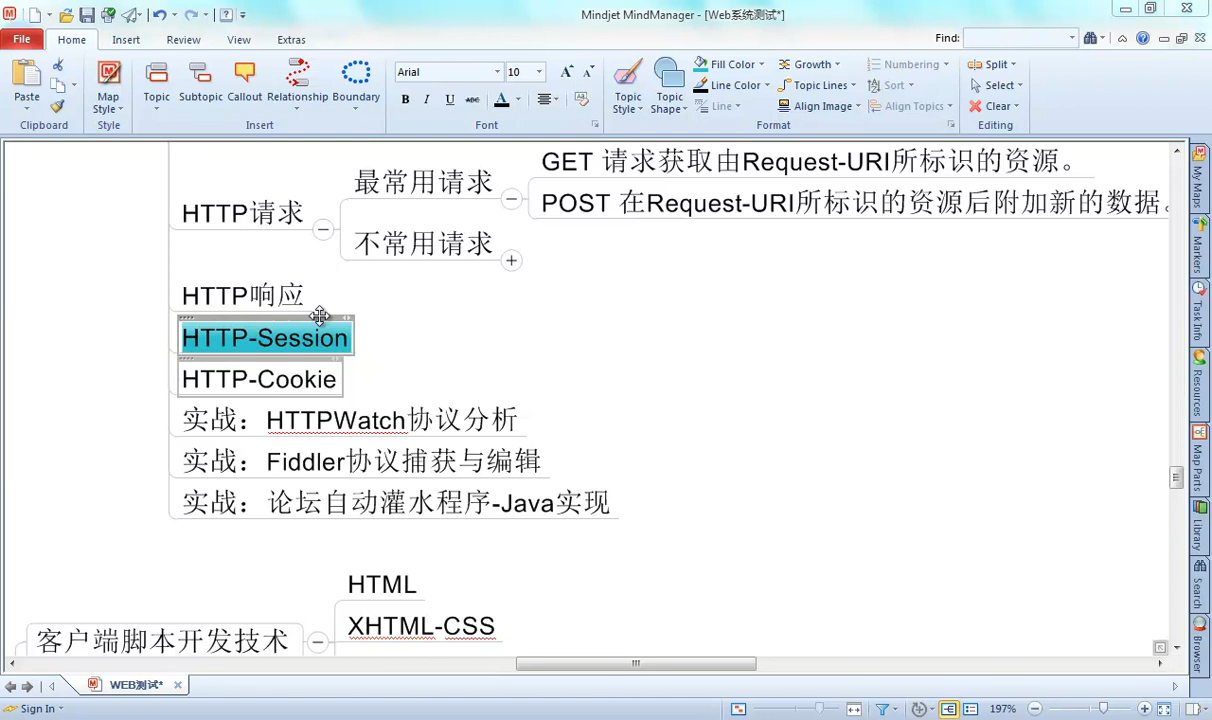 Mindjet MindManager - [Web系统测试*]
File Home Insert Review View Extras Find:
Paste Map Style Topic Subtopic Callout Relationship Boundary
Arial 10
B I U abc A
Topic Style Topic Shape
Fill Color Growth Numbering Split
Line Color Topic Lines Sort Select
Line Align Image Align Topics Clear
Clipboard Style Insert Font Format Editing
GET 请求获取由Request-URI所标识的资源。
最常用请求
POST 在Request-URI所标识的资源后附加新的数据。
HTTP请求
不常用请求
HTTP响应
HTTP-Session
HTTP-Cookie
实战：HTTPWatch协议分析
实战：Fiddler协议捕获与编辑
实战：论坛自动灌水程序-Java实现
HTML
XHTML-CSS
客户端脚本开发技术
My Maps
Markers
Task Info
Resources
Map Parts
Library
Search
Browser
WEB测试*
Sign In 197%